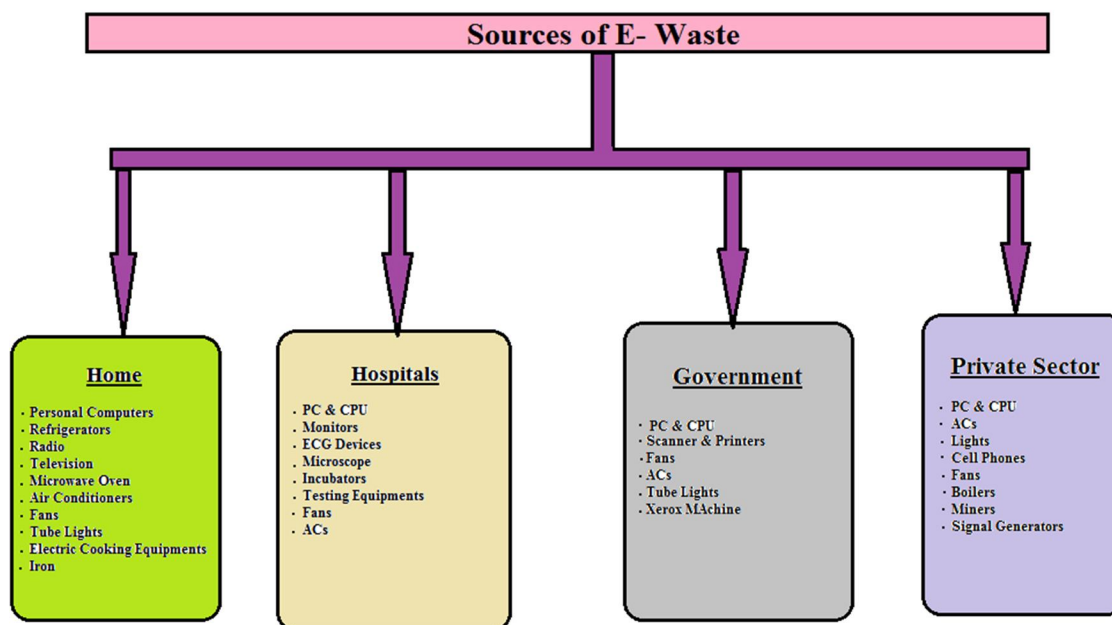 Sources of E- Waste
Home
· Personal Computers
· Refrigerators
· Radio
· Television
· Microwave Oven
· Air Conditioners
· Fans
· Tube Lights
· Electric Cooking Equipments
· Iron
Hospitals
· PC & CPU
· Monitors
· ECG Devices
· Microscope
· Incubators
· Testing Equipments
· Fans
· ACs
Government
· PC & CPU
· Scanner & Printers
· Fans
· ACs
· Tube Lights
· Xerox MAchine
Private Sector
· PC & CPU
· ACs
· Lights
· Cell Phones
· Fans
· Boilers
· Miners
· Signal Generators